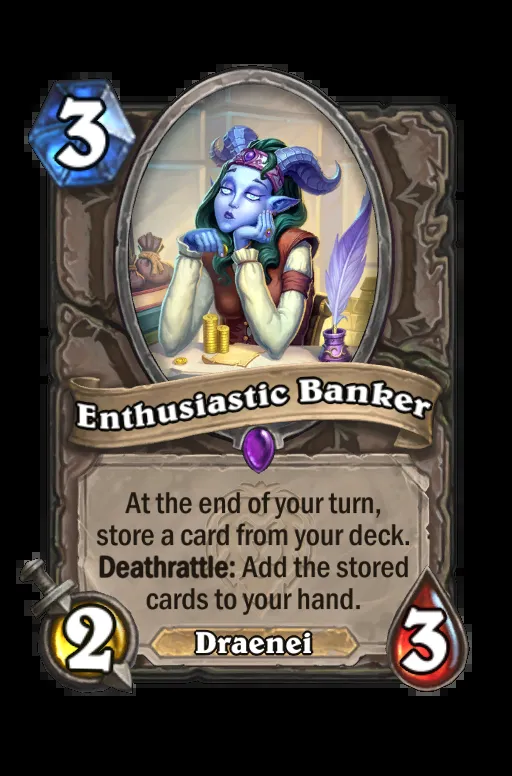 3
Enthusiastic Banker
At the end of your turn,
store a card from your deck.
Deathrattle: Add the stored
cards to your hand.
2
Draenei
3